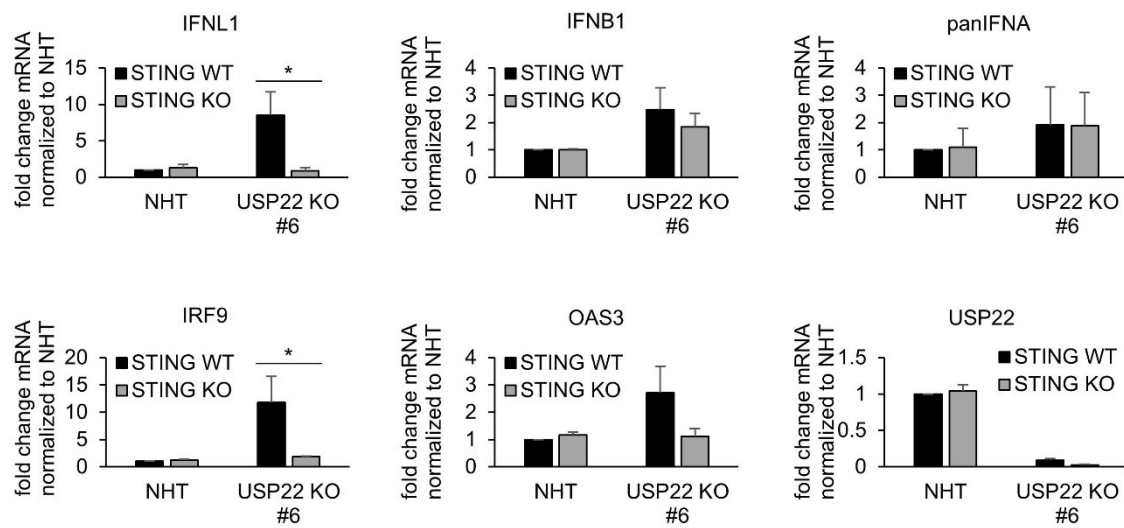 IFNL1
fold change mRNA
normalized to NHT
15
10
5
0
STING WT
STING KO
*
NHT
USP22 KO
#6
IFNB1
fold change mRNA
normalized to NHT
4
3
2
1
0
STING WT
STING KO
NHT
USP22 KO
#6
panIFNA
fold change mRNA
normalized to NHT
4
3
2
1
0
STING WT
STING KO
NHT
USP22 KO
#6
IRF9
fold change mRNA
normalized to NHT
20
15
10
5
0
STING WT
STING KO
*
NHT
USP22 KO
#6
OAS3
fold change mRNA
normalized to NHT
4
3
2
1
0
STING WT
STING KO
NHT
USP22 KO
#6
USP22
fold change mRNA
normalized to NHT
1.5
1
0.5
0
STING WT
STING KO
NHT
USP22 KO
#6